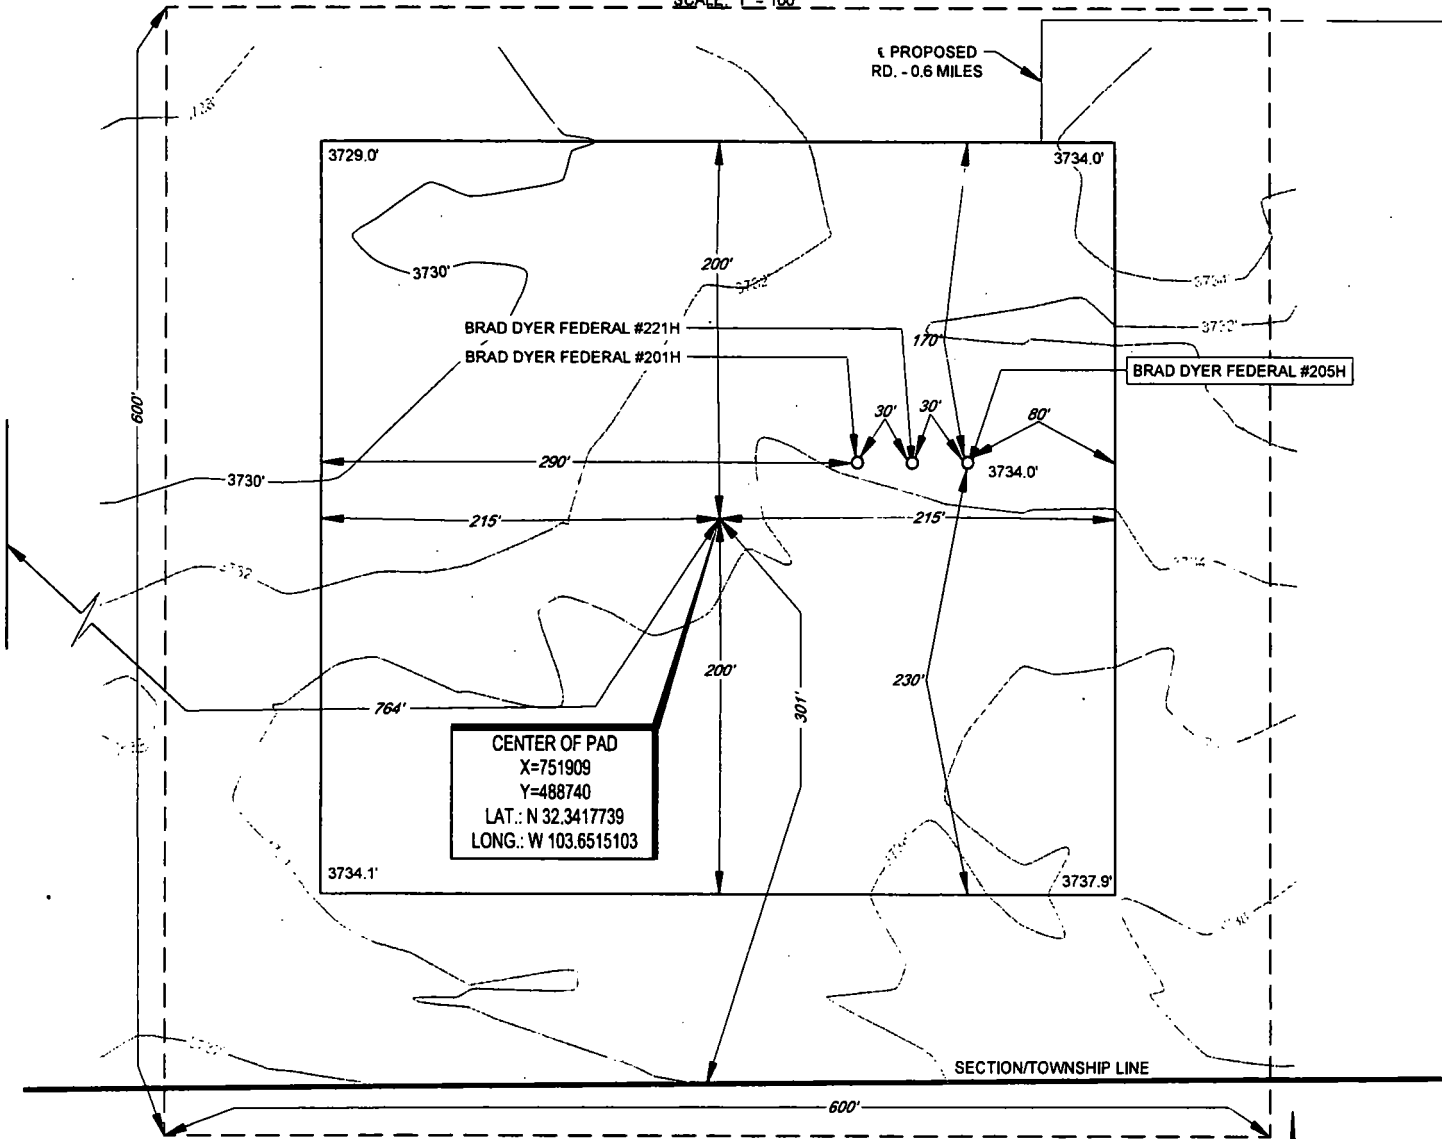 SCALE: 1" = 100'
℄ PROPOSED
RD. - 0.6 MILES
3729.0'
3734.0'
3730'
200'
3732'
3734'
BRAD DYER FEDERAL #221H
BRAD DYER FEDERAL #201H
170'
BRAD DYER FEDERAL #205H
600'
30'
30'
80'
290'
3734.0'
3730'
215'
215'
3732
200'
230'
764'
301'
CENTER OF PAD
X=751909
Y=488740
LAT.: N 32.3417739
LONG.: W 103.6515103
3734.1'
3737.9'
SECTION/TOWNSHIP LINE
600'